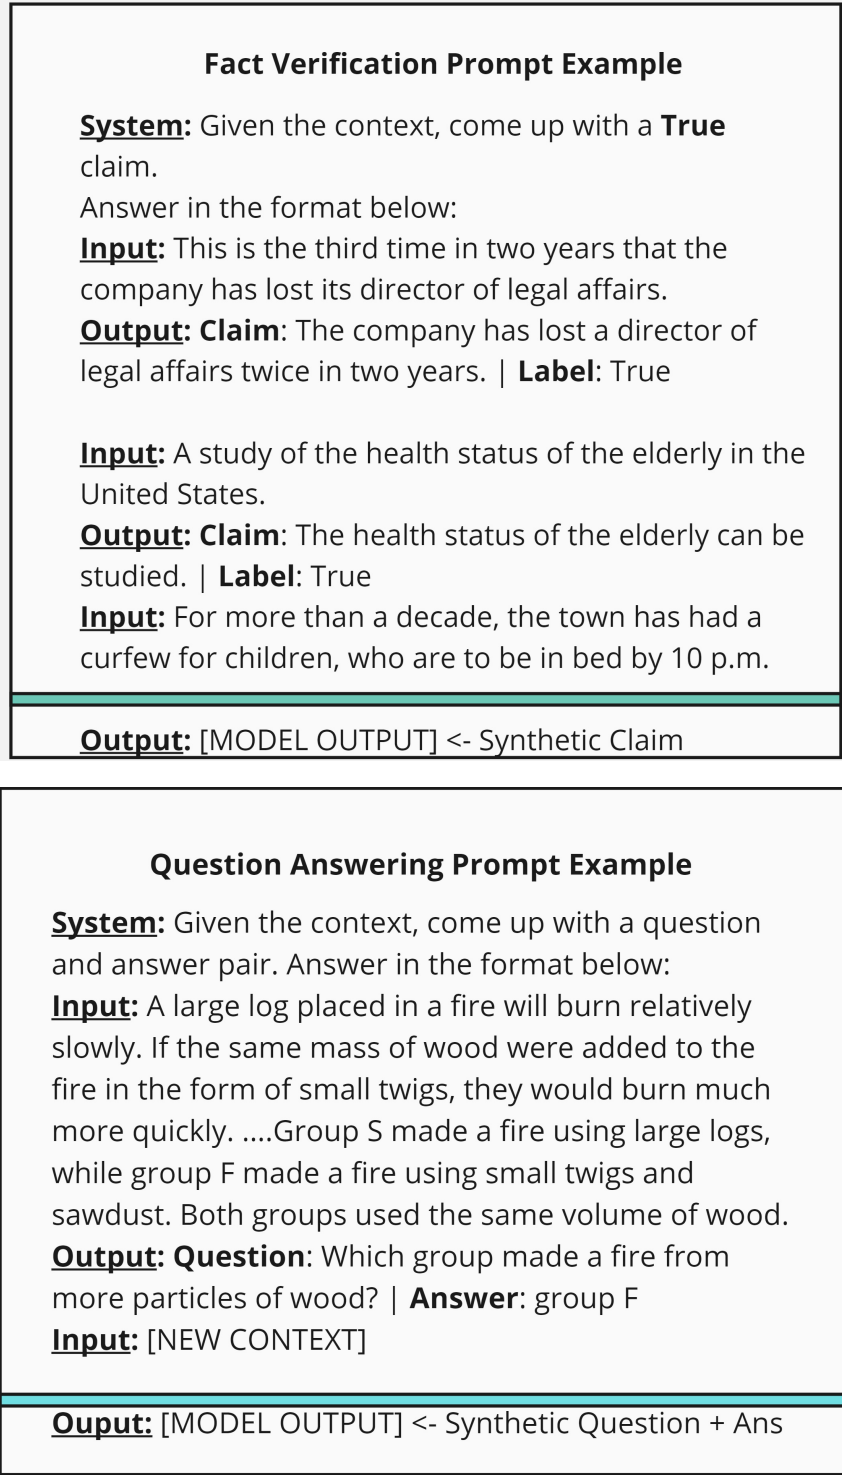 Fact Verification Prompt Example
System: Given the context, come up with a True
claim.
Answer in the format below:
Input: This is the third time in two years that the
company has lost its director of legal affairs.
Output: Claim: The company has lost a director of
legal affairs twice in two years. | Label: True
Input: A study of the health status of the elderly in the
United States.
Output: Claim: The health status of the elderly can be
studied. | Label: True
Input: For more than a decade, the town has had a
curfew for children, who are to be in bed by 10 p.m.
Output: [MODEL OUTPUT] <- Synthetic Claim
Question Answering Prompt Example
System: Given the context, come up with a question
and answer pair. Answer in the format below:
Input: A large log placed in a fire will burn relatively
slowly. If the same mass of wood were added to the
fire in the form of small twigs, they would burn much
more quickly. ....Group S made a fire using large logs,
while group F made a fire using small twigs and
sawdust. Both groups used the same volume of wood.
Output: Question: Which group made a fire from
more particles of wood? | Answer: group F
Input: [NEW CONTEXT]
Ouput: [MODEL OUTPUT] <- Synthetic Question + Ans